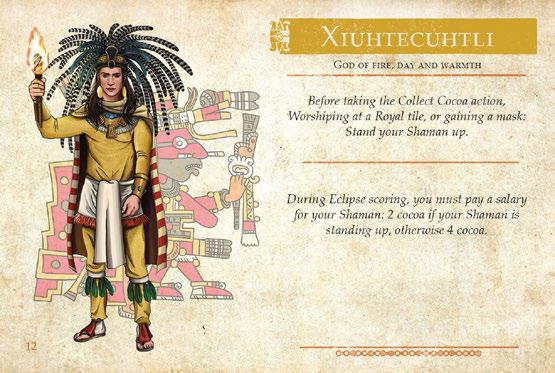 XIUHTECUHTLI
GOD OF FIRE, DAY AND WARMTH
Before taking the Collect Cocoa action,
Worshiping at a Royal tile, or gaining a mask:
Stand your Shaman up.
During Eclipse scoring, you must pay a salary
for your Shaman: 2 cocoa if your Shaman is
standing up, otherwise 4 cocoa.
12